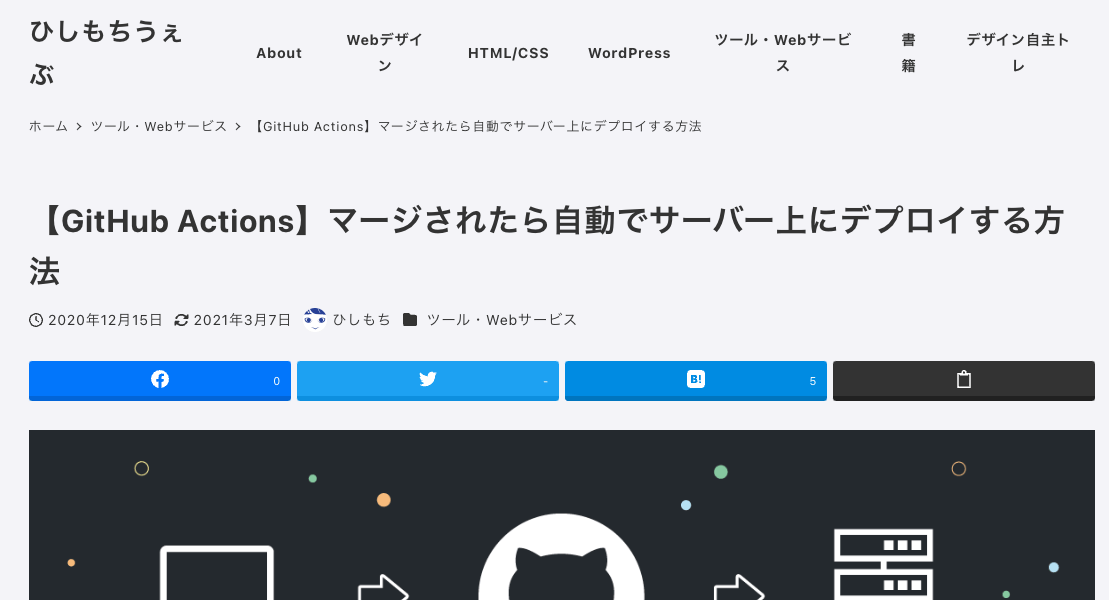 ひしもちうぇ
ぶ
About
Webデザイ
ン
HTML/CSS
WordPress
ツール・Webサービ
ス
書
籍
デザイン自主ト
レ
ホーム > ツール・Webサービス > 【GitHub Actions】マージされたら自動でサーバー上にデプロイする方法
【GitHub Actions】マージされたら自動でサーバー上にデプロイする方
法
2020年12月15日 2021年3月7日 ひしもち ツール・Webサービス
0
-
B! 5